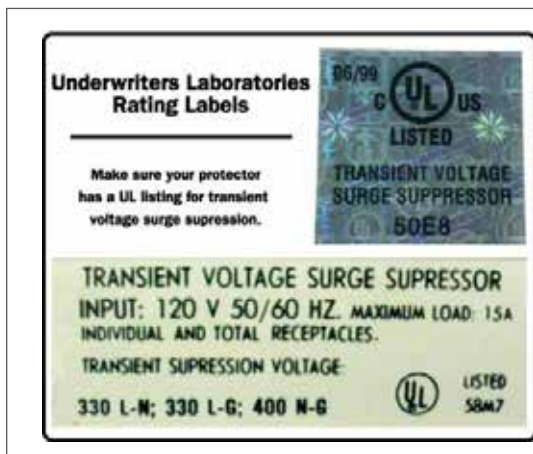 Underwriters Laboratories
Rating Labels
Make sure your protector
has a UL listing for transient
voltage surge supression.
06/99
C UL US
LISTED
TRANSIENT VOLTAGE
SURGE SUPPRESSOR
50E8
TRANSIENT VOLTAGE SURGE SUPRESSOR
INPUT: 120 V 50/60 HZ. MAXIMUM LOAD: 15A
INDIVIDUAL AND TOTAL RECEPTACLES.
TRANSIENT SUPRESSION VOLTAGE:
330 L-N; 330 L-G; 400 N-G
UL LISTED
58M7